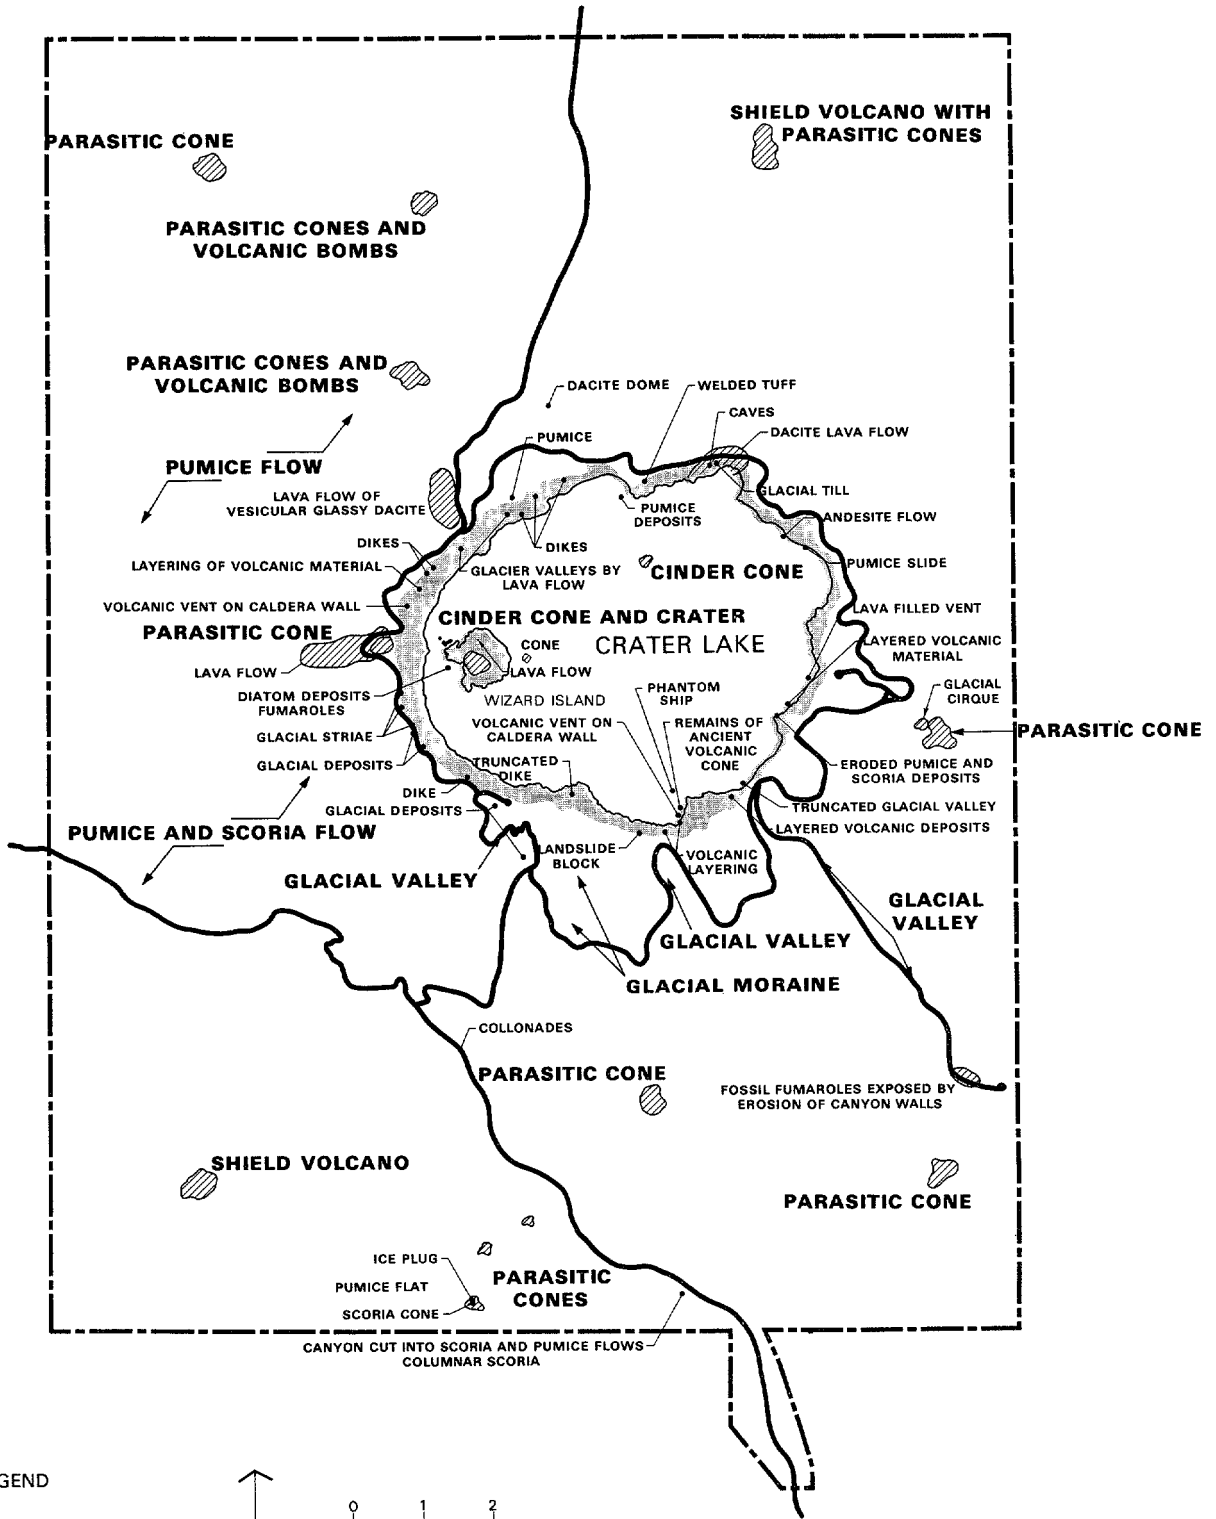 SHIELD VOLCANO WITH
PARASITIC CONES
PARASITIC CONE
PARASITIC CONES AND
VOLCANIC BOMBS
PARASITIC CONES AND
VOLCANIC BOMBS
DACITE DOME
WELDED TUFF
CAVES
DACITE LAVA FLOW
PUMICE
PUMICE FLOW
LAVA FLOW OF
VESICULAR GLASSY DACITE
GLACIAL TILL
PUMICE
DEPOSITS
ANDESITE FLOW
DIKES
DIKES
LAYERING OF VOLCANIC MATERIAL
GLACIER VALLEYS BY
LAVA FLOW
CINDER CONE
PUMICE SLIDE
VOLCANIC VENT ON CALDERA WALL
CINDER CONE AND CRATER
LAVA FILLED VENT
PARASITIC CONE
CONE
CRATER LAKE
LAYERED VOLCANIC
MATERIAL
LAVA FLOW
LAVA FLOW
DIATOM DEPOSITS
FUMAROLES
WIZARD ISLAND
PHANTOM
SHIP
GLACIAL
CIRQUE
GLACIAL STRIAE
VOLCANIC VENT ON
CALDERA WALL
REMAINS OF
ANCIENT
VOLCANIC
CONE
PARASITIC CONE
GLACIAL DEPOSITS
TRUNCATED
DIKE
ERODED PUMICE AND
SCORIA DEPOSITS
DIKE
GLACIAL DEPOSITS
TRUNCATED GLACIAL VALLEY
PUMICE AND SCORIA FLOW
LAYERED VOLCANIC DEPOSITS
LANDSLIDE
BLOCK
VOLCANIC
LAYERING
GLACIAL VALLEY
GLACIAL
VALLEY
GLACIAL VALLEY
GLACIAL MORAINE
COLLONADES
PARASITIC CONE
FOSSIL FUMAROLES EXPOSED BY
EROSION OF CANYON WALLS
SHIELD VOLCANO
PARASITIC CONE
ICE PLUG
PUMICE FLAT
SCORIA CONE
PARASITIC
CONES
CANYON CUT INTO SCORIA AND PUMICE FLOWS
COLUMNAR SCORIA
GEND
0 1 2